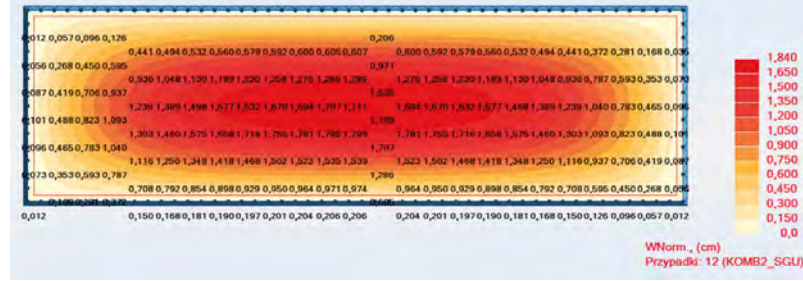 0,012 0,057 0,096 0,126 0,206
0,441 0,494 0,532 0,560 0,579 0,592 0,600 0,605 0,607 0,600 0,592 0,579 0,560 0,532 0,494 0,441 0,372 0,281 0,168 0,035
0,056 0,268 0,450 0,595 0,971
0,930 1,048 1,130 1,189 1,230 1,258 1,276 1,286 1,289 1,276 1,258 1,230 1,189 1,130 1,048 0,930 0,787 0,593 0,353 0,073
0,087 0,419 0,706 0,937 1,535
1,239 1,389 1,498 1,577 1,632 1,670 1,694 1,707 1,711 1,694 1,670 1,632 1,577 1,498 1,389 1,239 1,040 0,783 0,465 0,096
0,101 0,488 0,823 1,093
1,303 1,460 1,575 1,658 1,716 1,755 1,781 1,795 1,799 1,781 1,755 1,716 1,658 1,575 1,460 1,303 1,093 0,823 0,488 0,101
0,096 0,465 0,783 1,040 1,707
1,116 1,250 1,348 1,418 1,468 1,502 1,523 1,535 1,539 1,523 1,502 1,468 1,418 1,348 1,250 1,116 0,937 0,706 0,419 0,087
0,073 0,353 0,593 0,787 1,286
0,708 0,792 0,854 0,898 0,929 0,950 0,964 0,971 0,974 0,964 0,950 0,929 0,898 0,854 0,792 0,708 0,595 0,450 0,268 0,056
0,012 0,150 0,168 0,181 0,190 0,197 0,201 0,204 0,206 0,206 0,204 0,201 0,197 0,190 0,181 0,168 0,150 0,126 0,096 0,057 0,012
1,840
1,650
1,500
1,350
1,200
1,050
0,900
0,750
0,600
0,450
0,300
0,150
0,0
WNorm., (cm)
Przypadki: 12 (KOMB2_SGU)